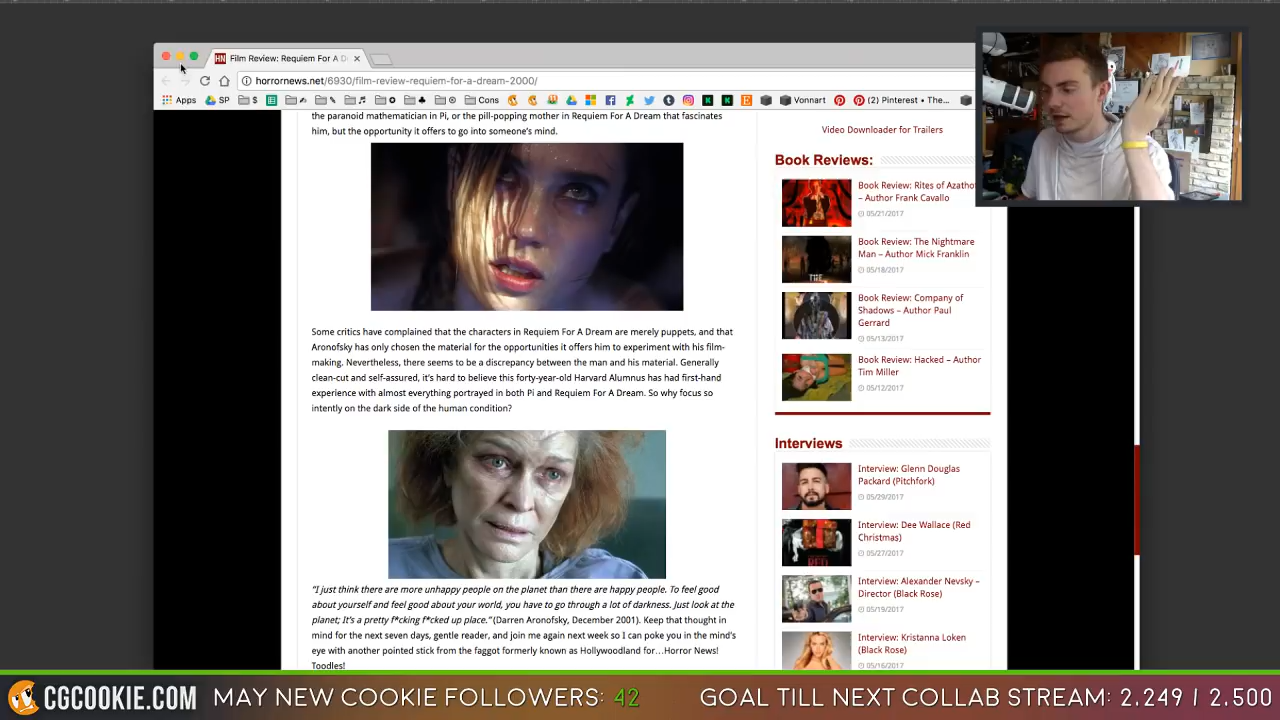 HN Film Review: Requiem For A D
horrornews.net/6930/film-review-requiem-for-a-dream-2000/
Apps SP $ Cons Vonnart (2) Pinterest • The…
the paranoid mathematician in Pi, or the pill-popping mother in Requiem For A Dream that fascinates
him, but the opportunity it offers to go into someone's mind.
Some critics have complained that the characters in Requiem For A Dream are merely puppets, and that
Aronofsky has only chosen the material for the opportunities it offers him to experiment with his film-
making. Nevertheless, there seems to be a discrepancy between the man and his material. Generally
clean-cut and self-assured, it's hard to believe this forty-year-old Harvard Alumnus has had first-hand
experience with almost everything portrayed in both Pi and Requiem For A Dream. So why focus so
intently on the dark side of the human condition?
"I just think there are more unhappy people on the planet than there are happy people. To feel good
about yourself and feel good about your world, you have to go through a lot of darkness. Just look at the
planet; It's a pretty f*cking f*cked up place." (Darren Aronofsky, December 2001). Keep that thought in
mind for the next seven days, gentle reader, and join me again next week so I can poke you in the mind's
eye with another pointed stick from the faggot formerly known as Hollywoodland for…Horror News!
Toodles!
Video Downloader for Trailers
Book Reviews:
Book Review: Rites of Azatho
– Author Frank Cavallo
05/21/2017
Book Review: The Nightmare
Man – Author Mick Franklin
05/18/2017
THE
Book Review: Company of
Shadows – Author Paul
Gerrard
05/13/2017
Book Review: Hacked – Author
Tim Miller
05/12/2017
Interviews
Interview: Glenn Douglas
Packard (Pitchfork)
05/29/2017
Interview: Dee Wallace (Red
Christmas)
05/27/2017
RED
Interview: Alexander Nevsky –
Director (Black Rose)
05/19/2017
Interview: Kristanna Loken
(Black Rose)
05/16/2017
CGCOOKIE.COM MAY NEW COOKIE FOLLOWERS: 42 GOAL TILL NEXT COLLAB STREAM: 2.249 / 2.500